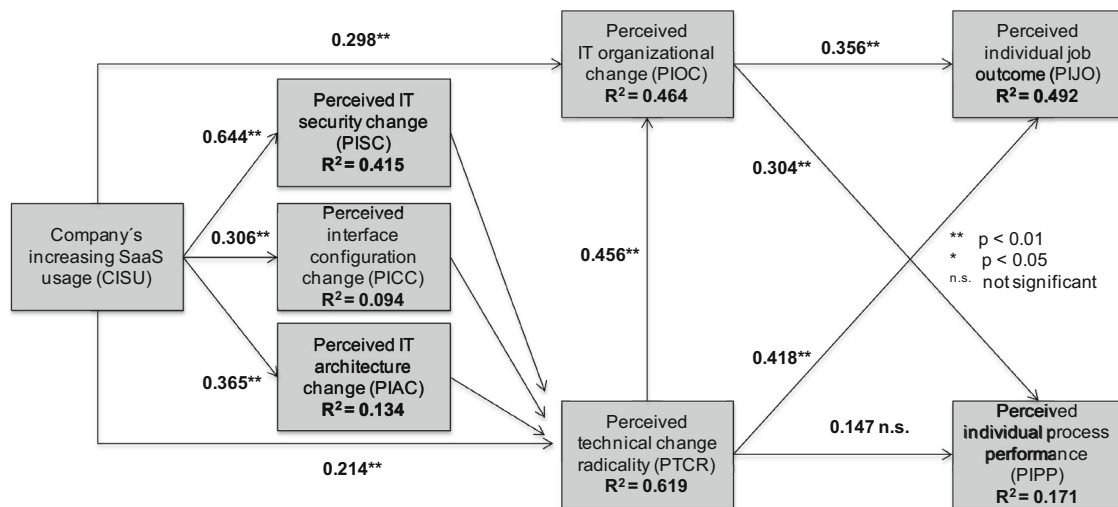 0.298**
Perceived
IT organizational
change (PIOC)
R² = 0.464
0.356**
Perceived
individual job
outcome (PIJO)
R² = 0.492
0.644**
Perceived IT
security change
(PISC)
R² = 0.415
0.304**
Company´s
increasing SaaS
usage (CISU)
0.306**
Perceived
interface
configuration
change (PICC)
R² = 0.094
0.456**
** p < 0.01
* p < 0.05
n.s. not significant
0.365**
Perceived IT
architecture
change (PIAC)
R² = 0.134
0.418**
0.214**
Perceived
technical change
radicality (PTCR)
R² = 0.619
0.147 n.s.
Perceived
individual process
performance
(PIPP)
R² = 0.171